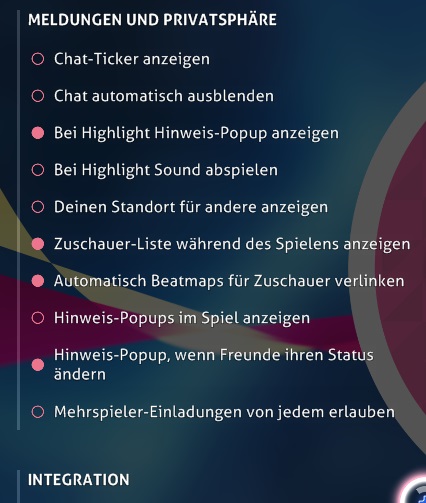 MELDUNGEN UND PRIVATSPHÄRE
Chat-Ticker anzeigen
Chat automatisch ausblenden
Bei Highlight Hinweis-Popup anzeigen
Bei Highlight Sound abspielen
Deinen Standort für andere anzeigen
Zuschauer-Liste während des Spielens anzeigen
Automatisch Beatmaps für Zuschauer verlinken
Hinweis-Popups im Spiel anzeigen
Hinweis-Popup, wenn Freunde ihren Status
ändern
Mehrspieler-Einladungen von jedem erlauben
INTEGRATION